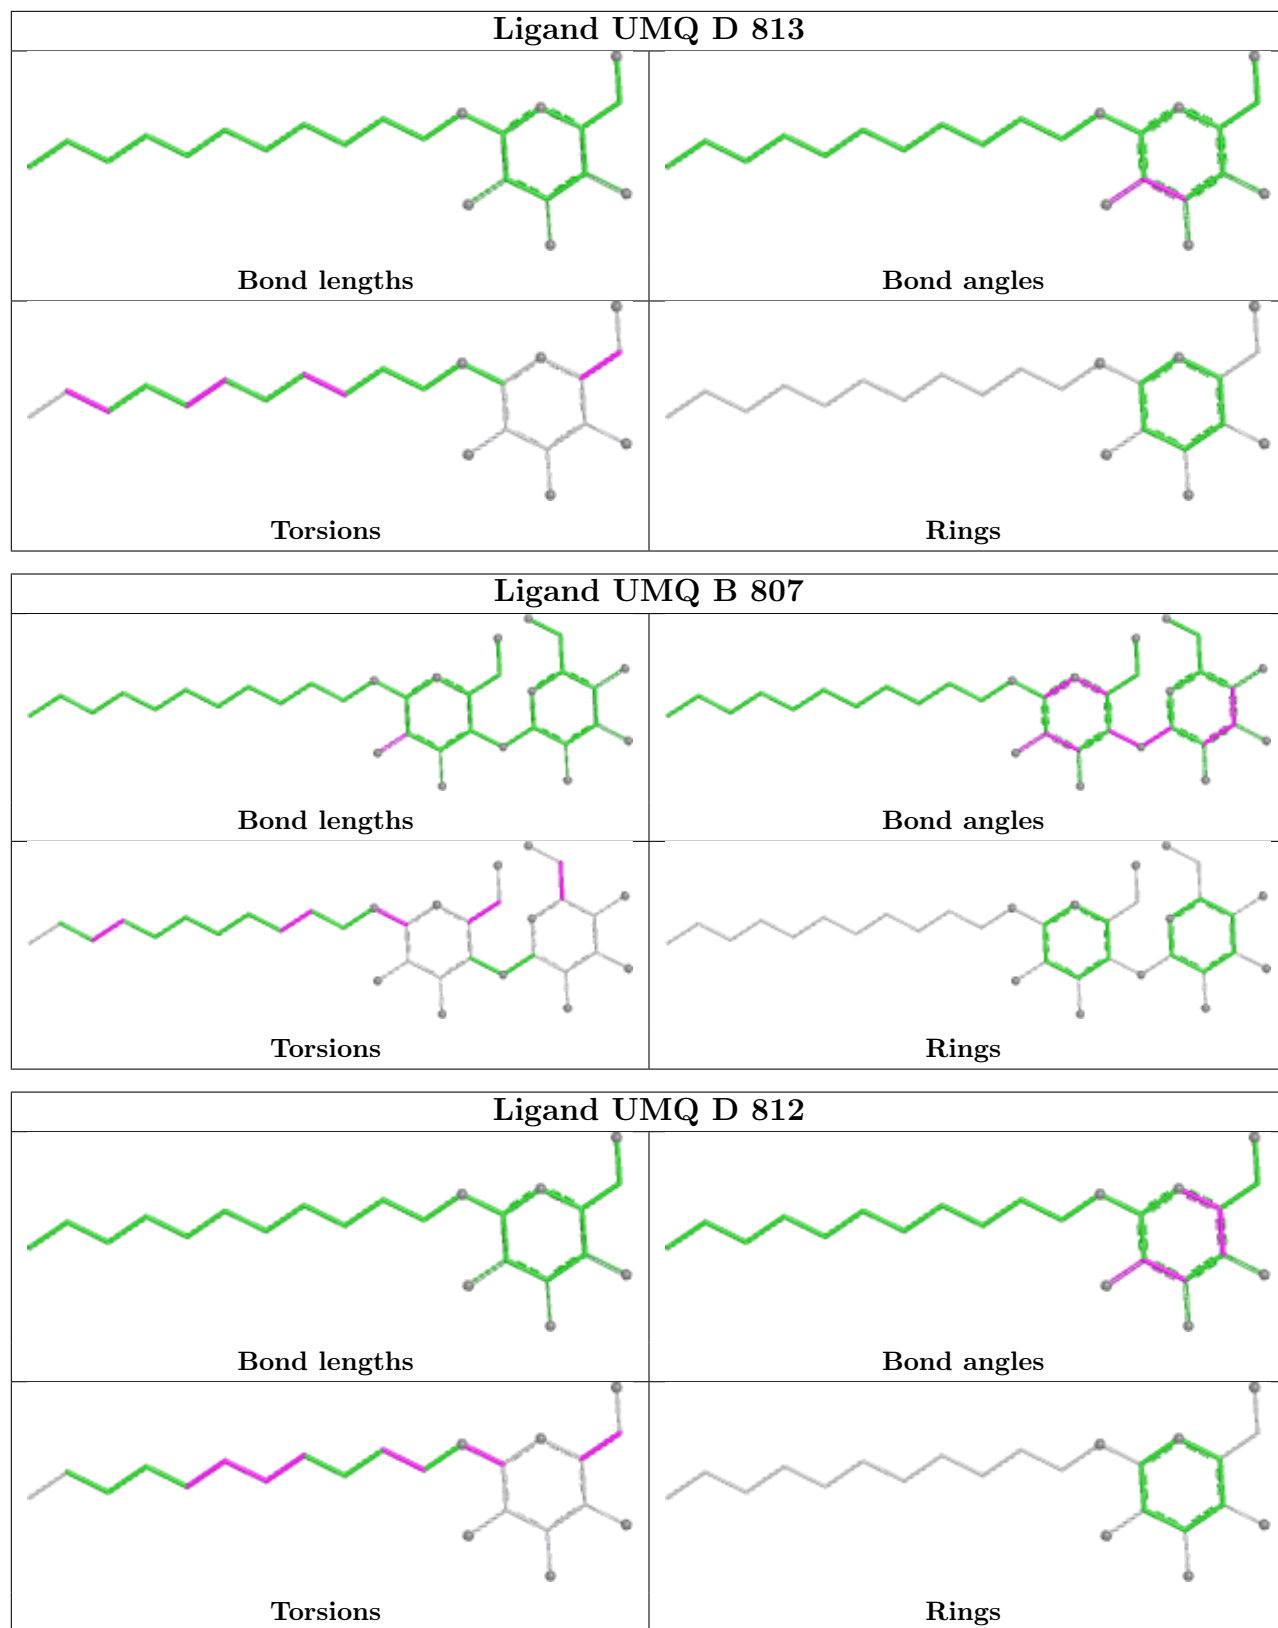 Ligand UMQ D 813
Bond lengths
Bond angles
Torsions
Rings
Ligand UMQ B 807
Bond lengths
Bond angles
Torsions
Rings
Ligand UMQ D 812
Bond lengths
Bond angles
Torsions
Rings